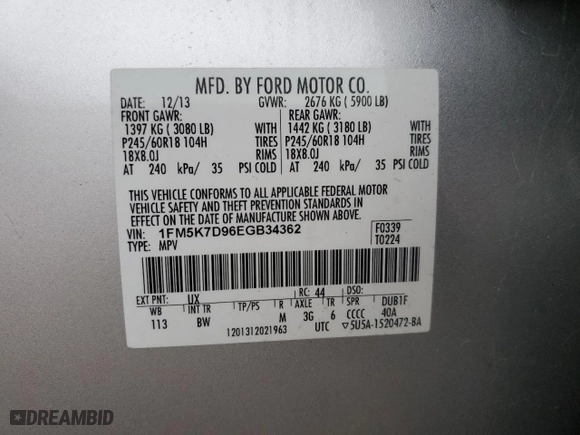 MFD. BY FORD MOTOR CO.
DATE: 12/13 GVWR: 2676 KG ( 5900 LB)
FRONT GAWR: REAR GAWR:
1397 KG ( 3080 LB) WITH 1442 KG ( 3180 LB) WITH
P245/60R18 104H TIRES P245/60R18 104H TIRES
18X8.0J RIMS 18X8.0J RIMS
AT 240 kPa/ 35 PSI COLD AT 240 kPa/ 35 PSI COLD
THIS VEHICLE CONFORMS TO ALL APPLICABLE FEDERAL MOTOR
VEHICLE SAFETY AND THEFT PREVENTION STANDARDS IN
EFFECT ON THE DATE OF MANUFACTURE SHOWN ABOVE.
VIN: 1FM5K7D96EGB34362 F0339
TYPE: MPV T0224
EXT PNT: UX RC: 44 DSO:
WB INT TR TP/PS R AXLE TR SPR DUB1F
113 BW M 3G 6 CCCC 40A
1201312021963 UTC ▽5U5A-1520472-BA
DREAMBID